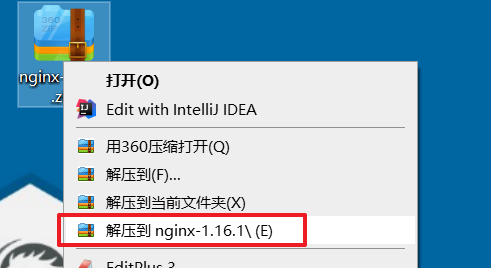 360
ZIP
nginx-
.z
打开(O)
Edit with IntelliJ IDEA
用360压缩打开(Q)
解压到(F)...
解压到当前文件夹(X)
解压到 nginx-1.16.1\ (E)
EditPlus 3